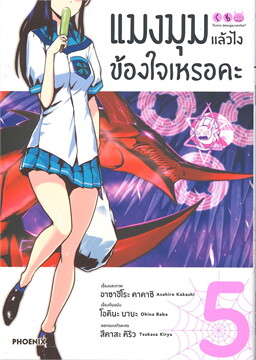 แมงมุมแล้วไง
ข้องใจเหรอคะ
Kumo desuga, nanika?
5
เรื่องและภาพ
อาซาฮิโระ คาคาชิ Asahiro Kakashi
เรื่องต้นฉบับ
โอคินะ บาบะ Okina Baba
ออกแบบตัวละคร
สึคาสะ คิริว Tsukasa Kiryu
PHOENIX